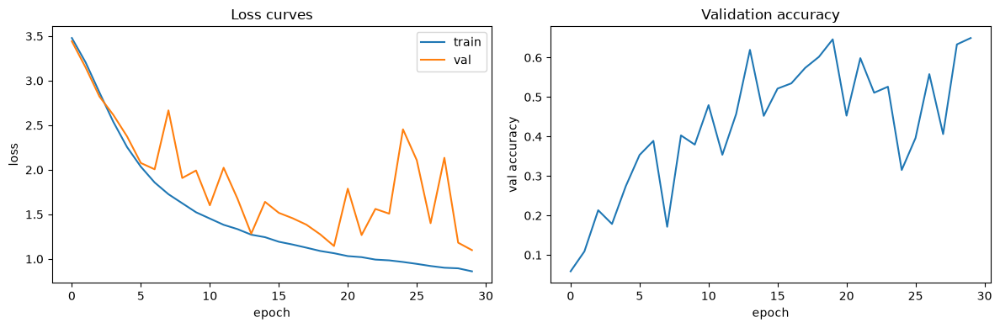 Loss curves
3.5
3.0
2.5
2.0
1.5
1.0
loss
0 5 10 15 20 25 30
epoch
train
val
Validation accuracy
0.6
0.5
0.4
0.3
0.2
0.1
val accuracy
0 5 10 15 20 25 30
epoch